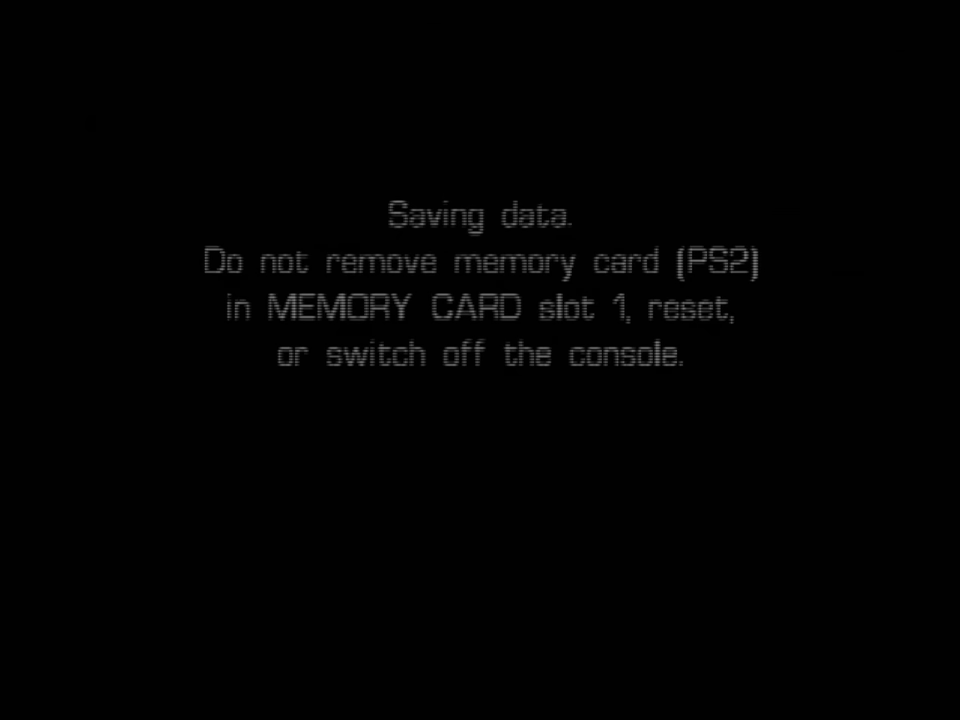 Saving data.
Do not remove memory card (PS2)
in MEMORY CARD slot 1, reset,
or switch off the console.